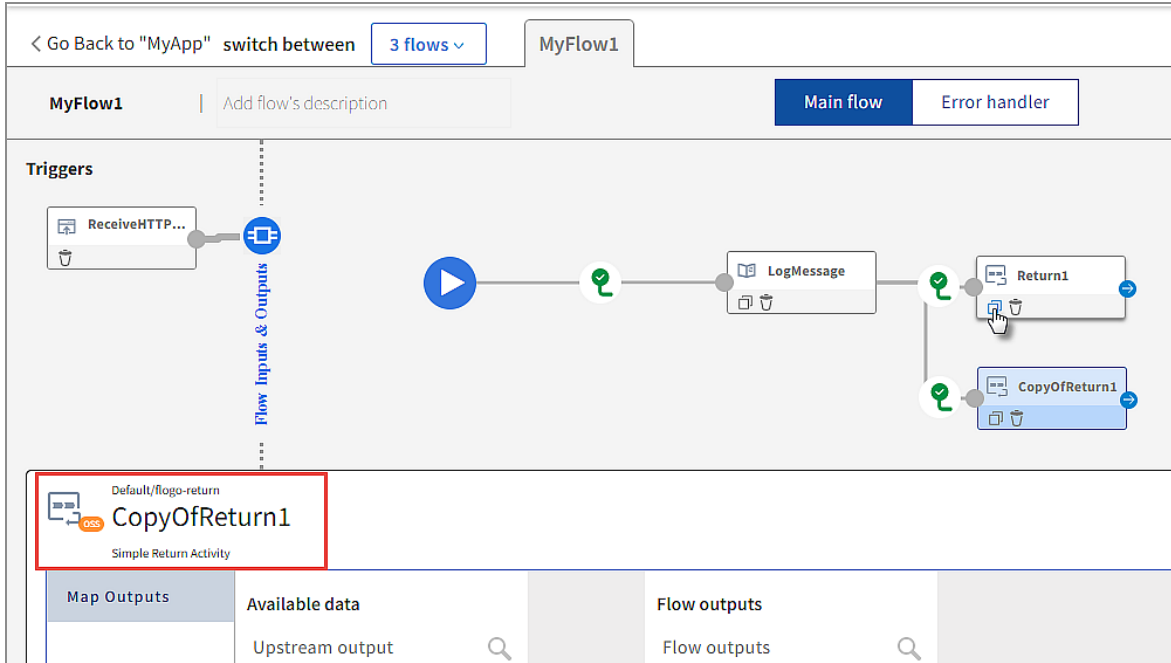 Go Back to "MyApp" switch between 3 flows MyFlow1
MyFlow1 | Add flow's description Main flow Error handler
Triggers
ReceiveHTTP...
Flow Inputs & Outputs
LogMessage
Return1
CopyOfReturn1
Default/flogo-return
oss
CopyOfReturn1
Simple Return Activity
Map Outputs
Available data
Flow outputs
Upstream output
Flow outputs